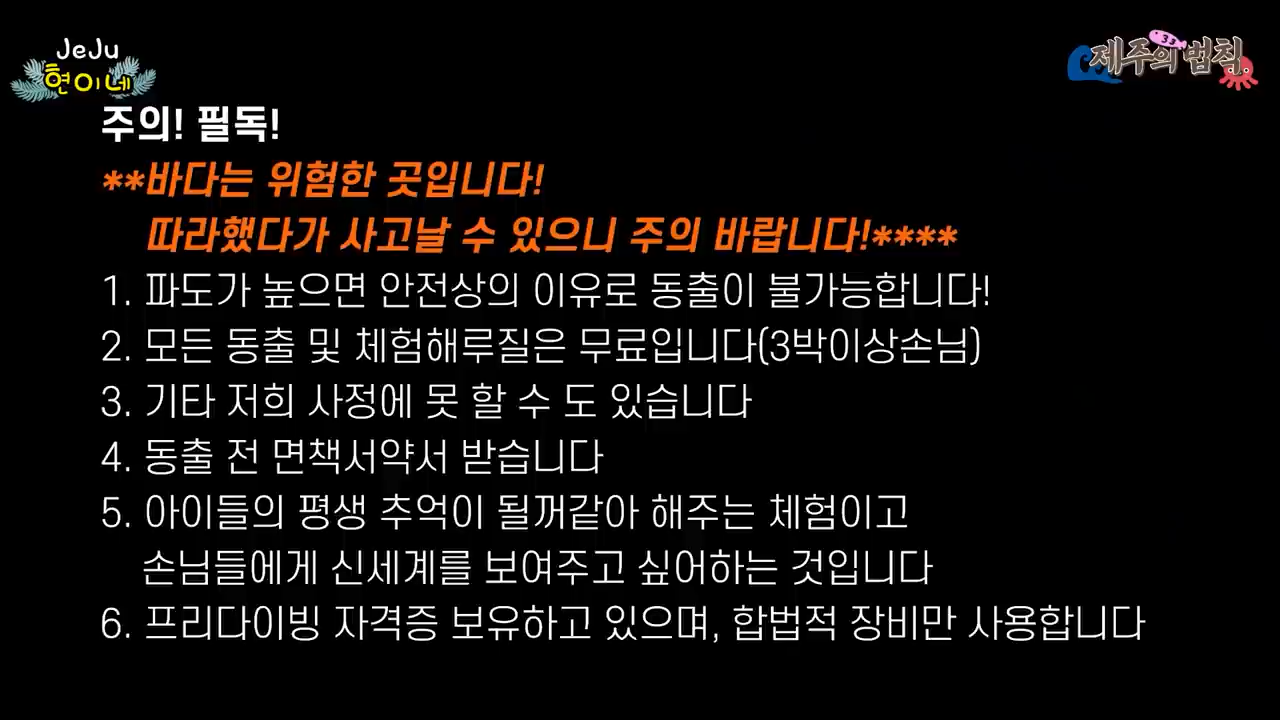 JeJu
현이네
제주의 법칙
주의! 필독!
**바다는 위험한 곳입니다!
따라했다가 사고날 수 있으니 주의 바랍니다!****
1. 파도가 높으면 안전상의 이유로 동출이 불가능합니다!
2. 모든 동출 및 체험해루질은 무료입니다(3박이상손님)
3. 기타 저희 사정에 못 할 수 도 있습니다
4. 동출 전 면책서약서 받습니다
5. 아이들의 평생 추억이 될꺼같아 해주는 체험이고
손님들에게 신세계를 보여주고 싶어하는 것입니다
6. 프리다이빙 자격증 보유하고 있으며, 합법적 장비만 사용합니다